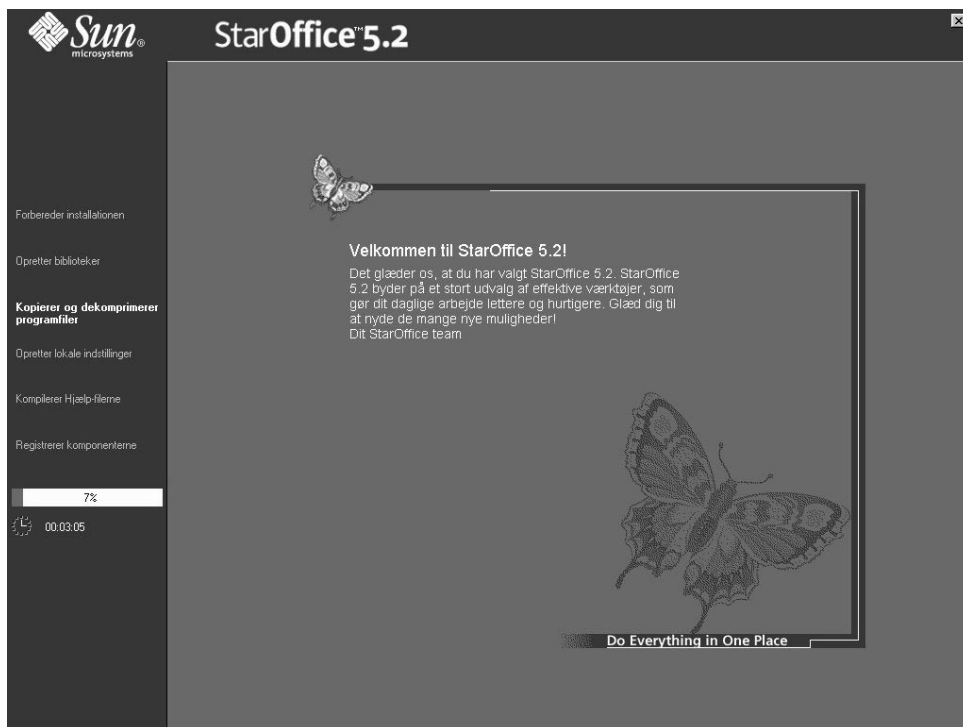 Sun®
microsystems
StarOffice™ 5.2
Forbereder installationen
Opretter biblioteker
Kopierer og dekomprimerer
programfiler
Opretter lokale indstillinger
Kompilerer Hjælp-filerne
Registrerer komponenterne
7%
00:03:05
Velkommen til StarOffice 5.2!
Det glæder os, at du har valgt StarOffice 5.2. StarOffice
5.2 byder på et stort udvalg af effektive værktøjer, som
gør dit daglige arbejde lettere og hurtigere. Glæd dig til
at nyde de mange nye muligheder!
Dit StarOffice team
Do Everything in One Place